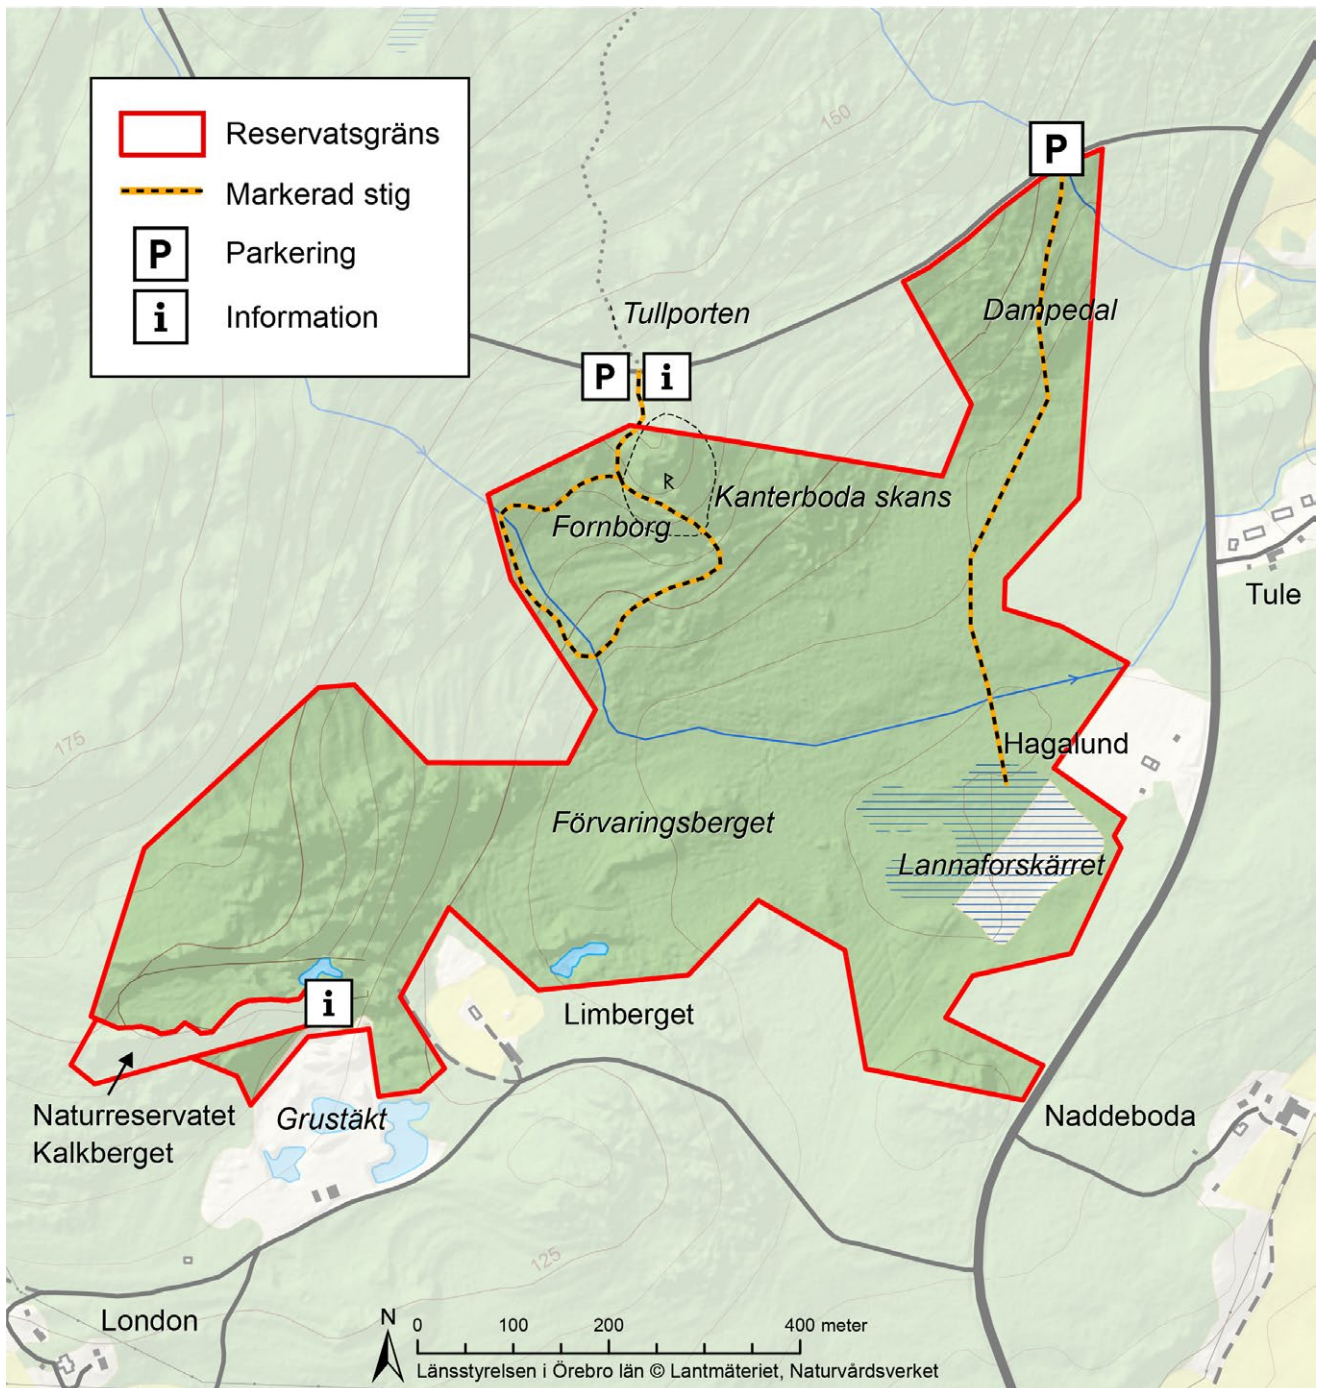 Reservatsgräns
Markerad stig
P Parkering
i Information
150
P
Dampedal
Tullporten
P i
R
Kanterboda skans
Fornborg
Tule
175
Hagalund
Förvaringsberget
Lannaforskärret
i
Limberget
Naturreservatet
Kalkberget
Grustäkt
Naddeboda
125
London
N
0 100 200 400 meter
Länsstyrelsen i Örebro län © Lantmäteriet, Naturvårdsverket